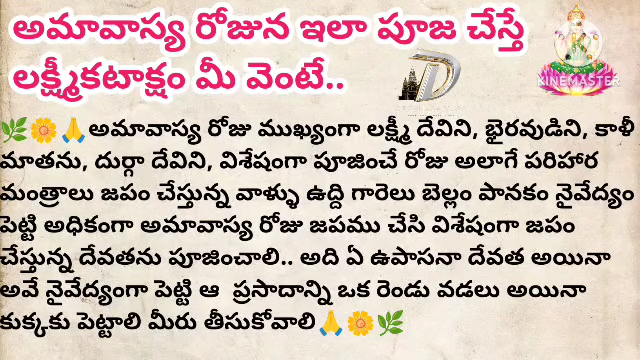 అమావాస్య రోజున ఇలా పూజ చేస్తే
లక్ష్మీకటాక్షం మీ వెంటే..
KINEMASTER
🌿🌼🙏అమావాస్య రోజు ముఖ్యంగా లక్ష్మీ దేవిని, భైరవుడిని, కాళీ
మాతను, దుర్గా దేవిని, విశేషంగా పూజించే రోజు అలాగే పరిహార
మంత్రాలు జపం చేస్తున్న వాళ్ళు ఉద్ది గారెలు బెల్లం పానకం నైవేద్యం
పెట్టి అధికంగా అమావాస్య రోజు జపము చేసి విశేషంగా జపం
చేస్తున్న దేవతను పూజించాలి.. అది ఏ ఉపాసనా దేవత అయినా
అవే నైవేద్యంగా పెట్టి ఆ ప్రసాదాన్ని ఒక రెండు వడలు అయినా
కుక్కకు పెట్టాలి మీరు తీసుకోవాలి🙏🌼🌿